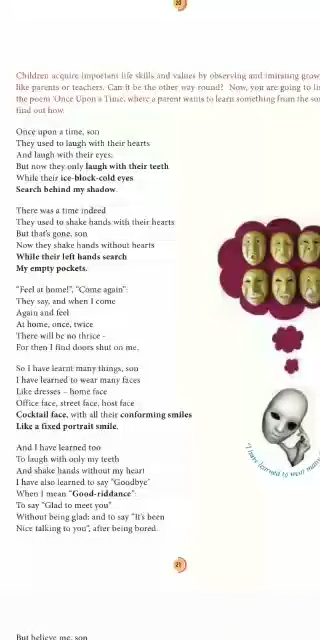 20
Children acquire important life skills and values by observing and imitating grow
like parents or teachers. Can it be the other way round? Now, you are going to
the poem 'Once Upon a Time', where a parent wants to learn something from the
find out how.
Once upon a time, son
They used to laugh with their hearts
And laugh with their eyes;
But now they only laugh with their teeth
While their ice-block-cold eyes
Search behind my shadow.
There was a time indeed
They used to shake hands with their hearts
But that's gone, son
Now they shake hands without hearts
While their left hands search
My empty pockets.
"Feel at home!", "Come again":
They say, and when I come
Again and feel
At home, once, twice
There will be no thrice -
For then I find doors shut on me.
So I have learnt many things, son
I have learned to wear many faces
Like dresses – home face
Office face, street face, host face
Cocktail face, with all their conforming smiles
Like a fixed portrait smile.
And I have learned too
To laugh with only my teeth
And shake hands without my heart
I have also learned to say "Goodbye"
When I mean "Good-riddance":
To say "Glad to meet you"
Without being glad; and to say "It's been
Nice talking to you", after being bored.
"I have learned to wear many
21
But believe me, son